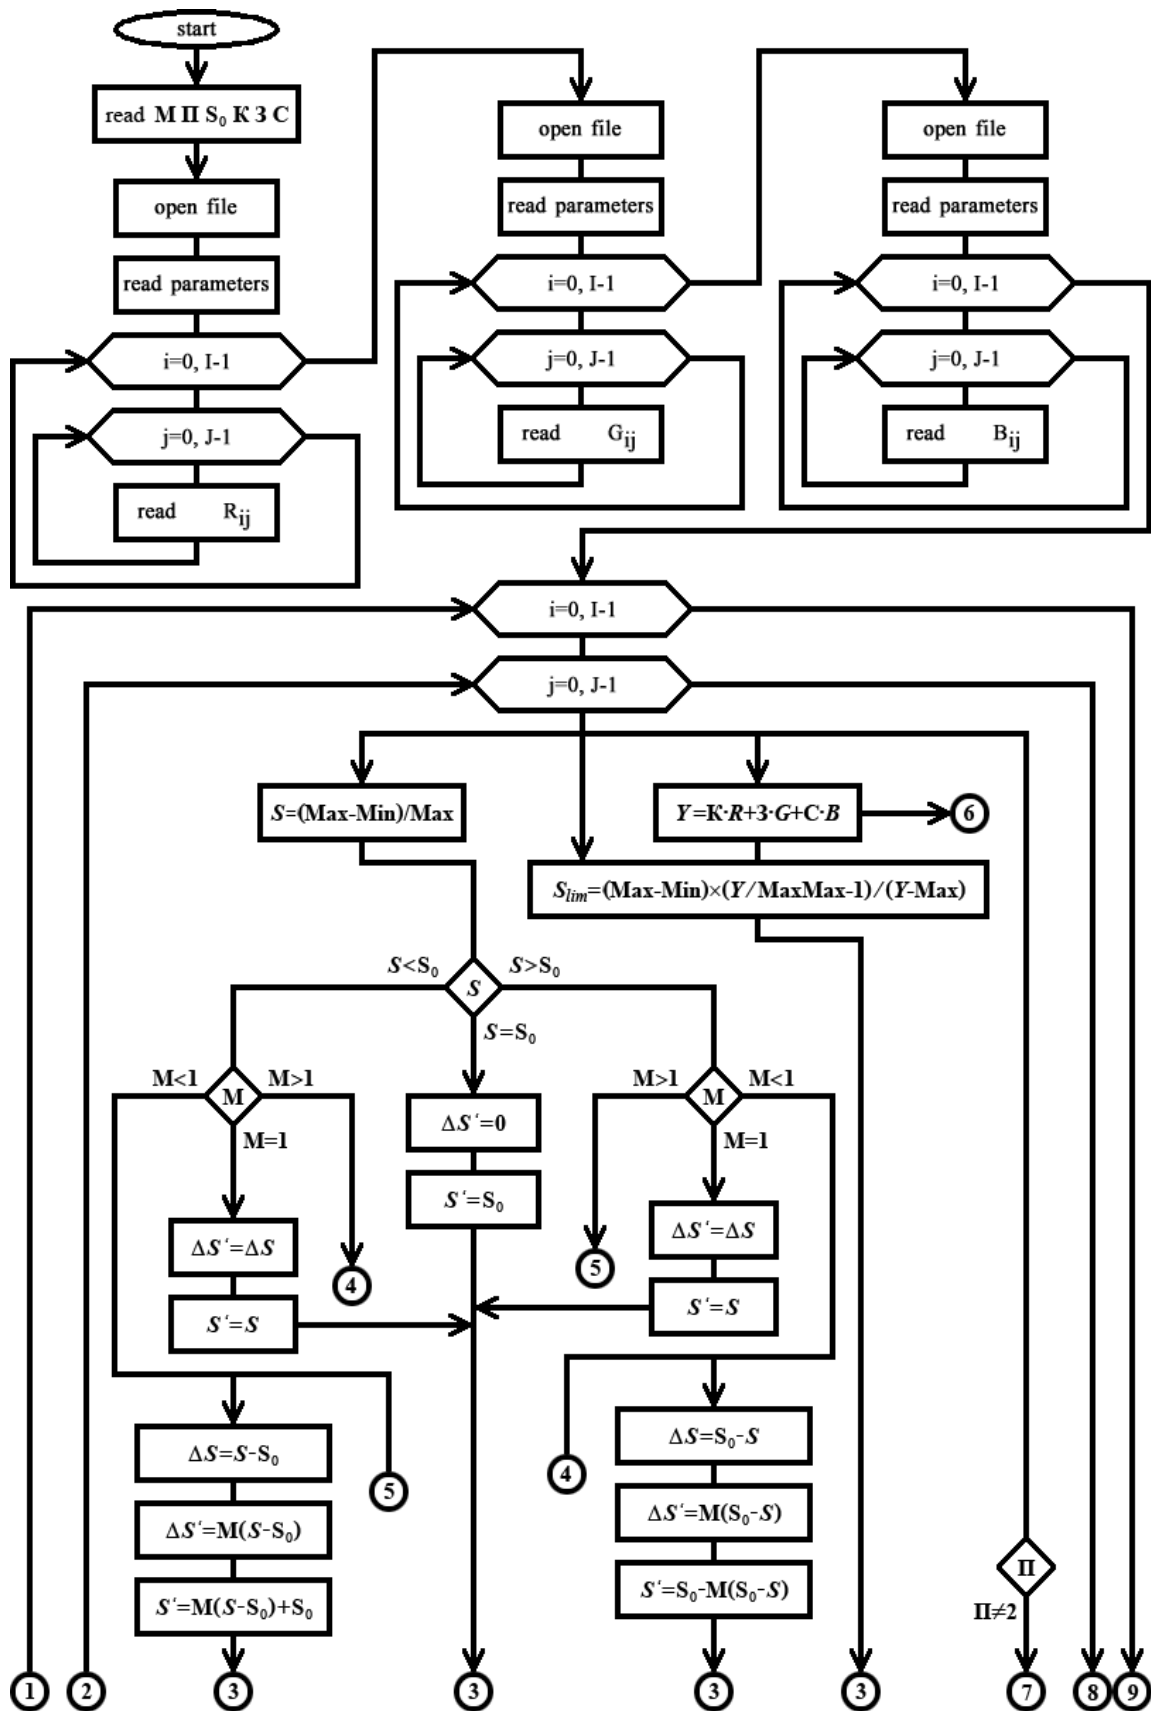 start
read М П S₀ К З С
open file
read parameters
i=0, I-1
j=0, J-1
read Rij
open file
read parameters
i=0, I-1
j=0, J-1
read Gij
open file
read parameters
i=0, I-1
j=0, J-1
read Bij
i=0, I-1
j=0, J-1
S=(Max-Min)/Max
Y=К·R+З·G+С·B
6
Slim=(Max-Min)×(Y/MaxMax-1)/(Y-Max)
S<S₀
S>S₀
S
S=S₀
M<1
M>1
M
M=1
M>1
M<1
M
M=1
ΔS‘=0
S‘=S₀
ΔS‘=ΔS
S‘=S
4
5
ΔS‘=ΔS
S‘=S
ΔS=S-S₀
ΔS‘=M(S-S₀)
S‘=M(S-S₀)+S₀
5
4
ΔS=S₀-S
ΔS‘=M(S₀-S)
S‘=S₀-M(S₀-S)
П
П≠2
1
2
3
3
3
3
7
8
9